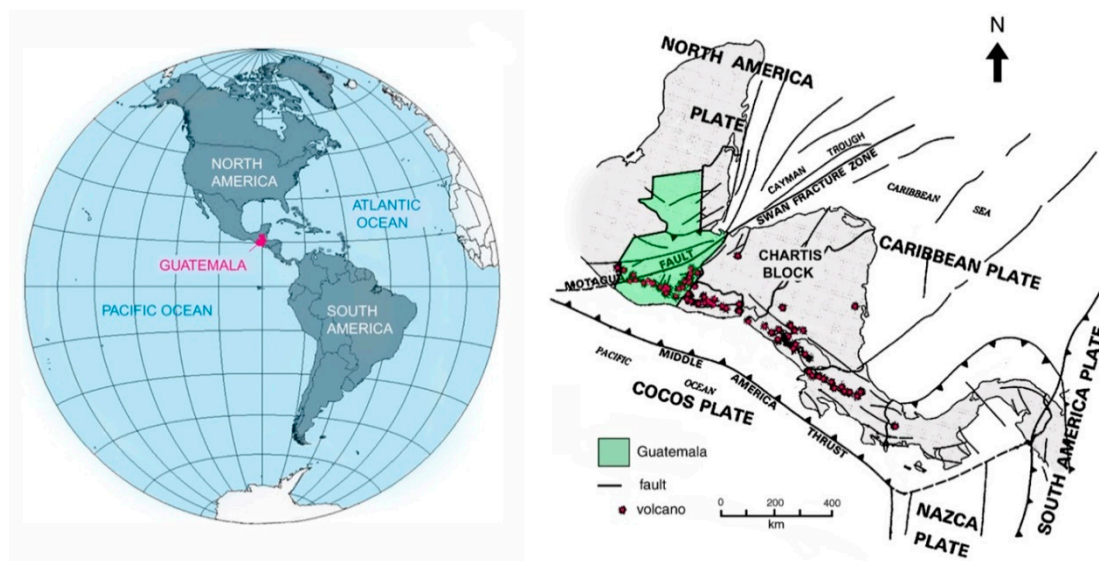 NORTH
AMERICA
ATLANTIC
OCEAN
GUATEMALA
PACIFIC OCEAN
SOUTH
AMERICA
N
NORTH AMERICA
PLATE
CAYMAN TROUGH
SWAN FRACTURE ZONE
CARIBBEAN
SEA
CARIBBEAN PLATE
CHARTIS
BLOCK
MOTAGUA FAULT
MIDDLE AMERICA THRUST
PACIFIC
OCEAN
COCOS PLATE
SOUTH AMERICA PLATE
NAZCA
PLATE
Guatemala
fault
volcano
0 200 400
km